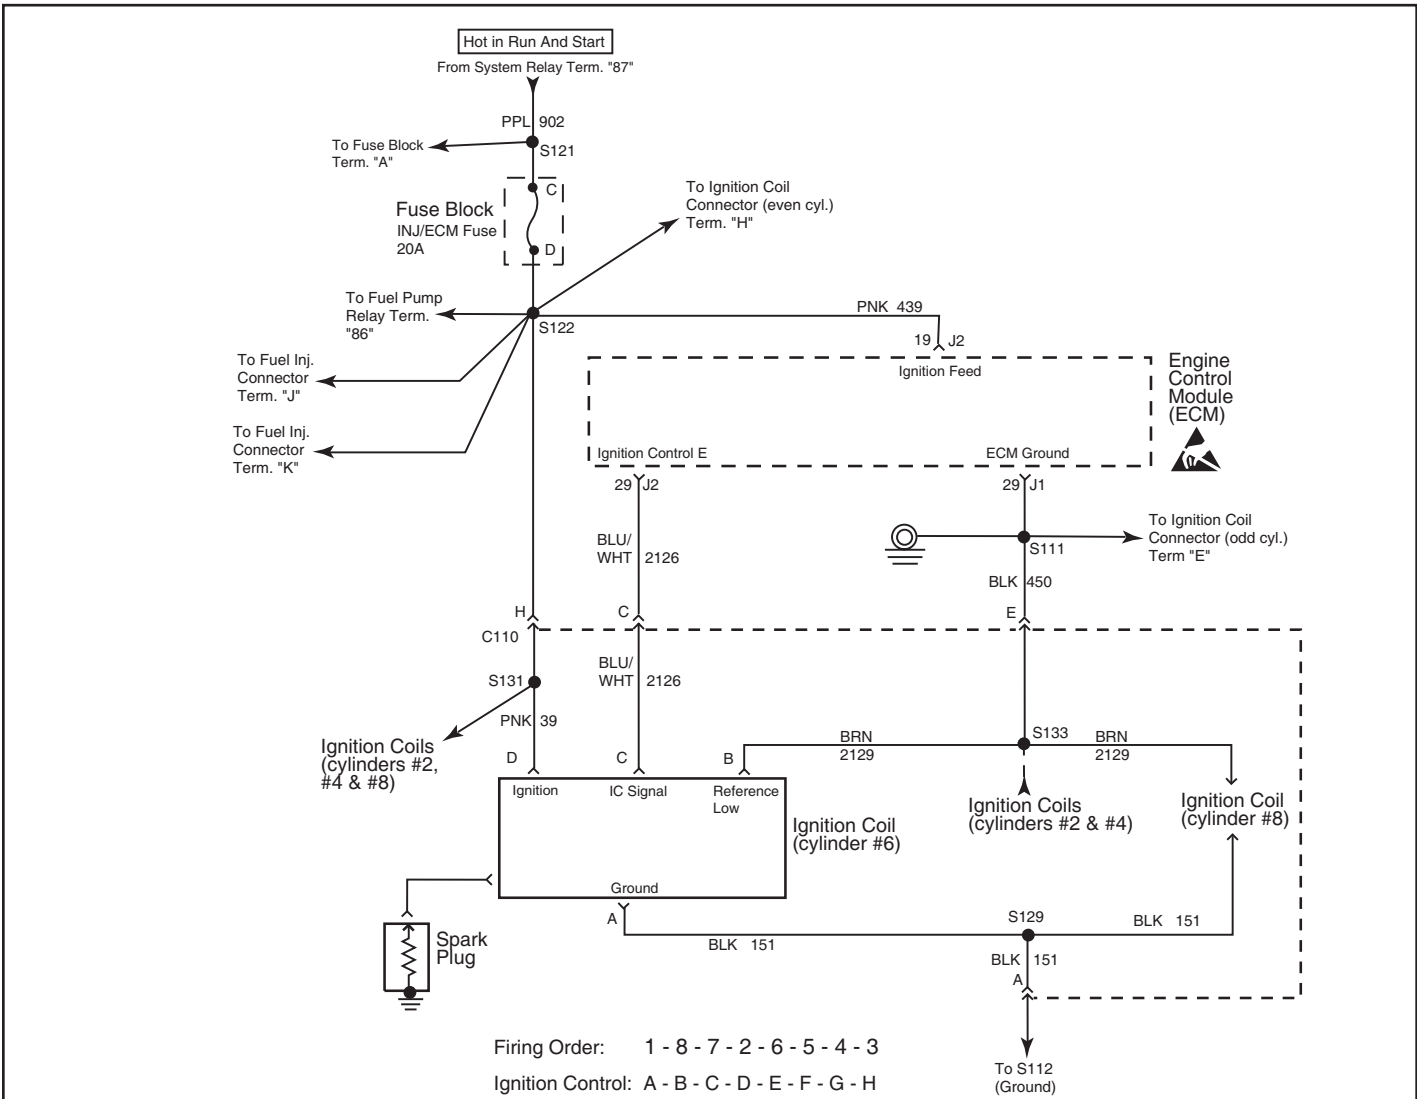 Hot in Run And Start
From System Relay Term. "87"
PPL 902
To Fuse Block
Term. "A"
S121
C
Fuse Block
INJ/ECM Fuse
20A
D
To Ignition Coil
Connector (even cyl.)
Term. "H"
To Fuel Pump
Relay Term.
"86"
S122
PNK 439
19 J2
To Fuel Inj.
Connector
Term. "J"
To Fuel Inj.
Connector
Term. "K"
Ignition Feed
Engine
Control
Module
(ECM)
Ignition Control E
ECM Ground
29 J2
29 J1
BLU/
WHT 2126
S111
To Ignition Coil
Connector (odd cyl.)
Term "E"
BLK 450
H
C
E
C110
S131
BLU/
WHT 2126
PNK 39
Ignition Coils
(cylinders #2,
#4 & #8)
D
C
B
BRN
2129
S133
BRN
2129
Ignition
IC Signal
Reference
Low
Ignition Coil
(cylinder #6)
Ignition Coils
(cylinders #2 & #4)
Ignition Coil
(cylinder #8)
Ground
A
BLK 151
S129
BLK 151
BLK 151
A
Spark
Plug
To S112
(Ground)
Firing Order: 1 - 8 - 7 - 2 - 6 - 5 - 4 - 3
Ignition Control: A - B - C - D - E - F - G - H